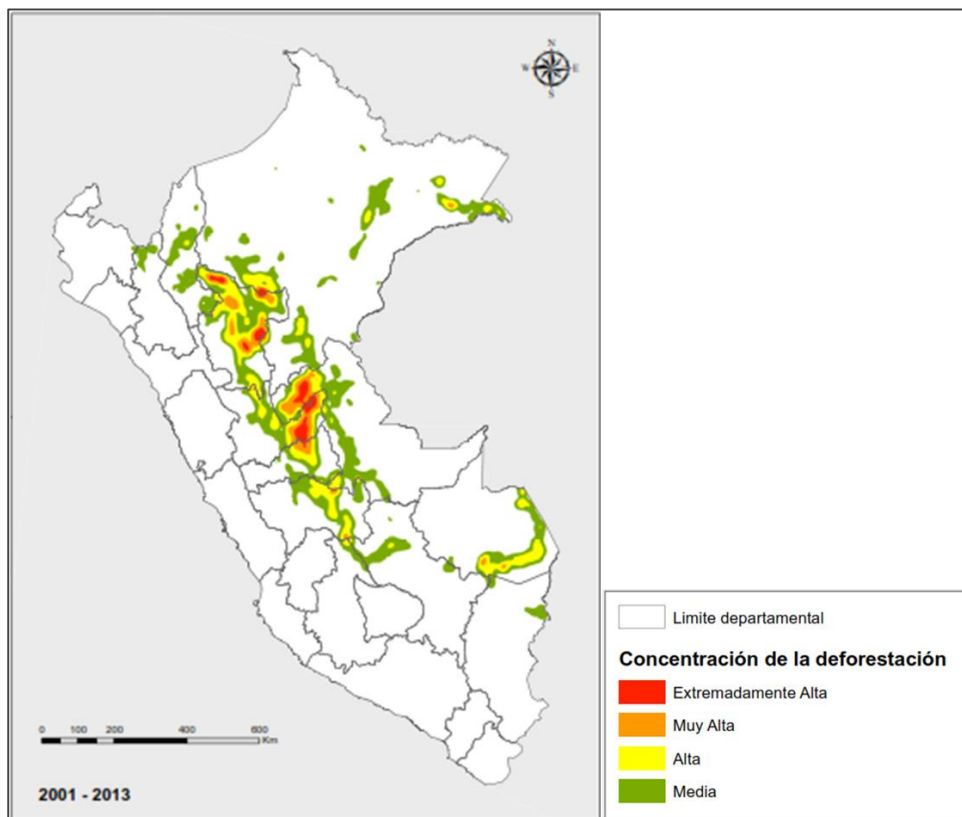 N
W E
S
0 100 200 400 600
Km
2001 - 2013
Limite departamental
Concentración de la deforestación
Extremadamente Alta
Muy Alta
Alta
Media